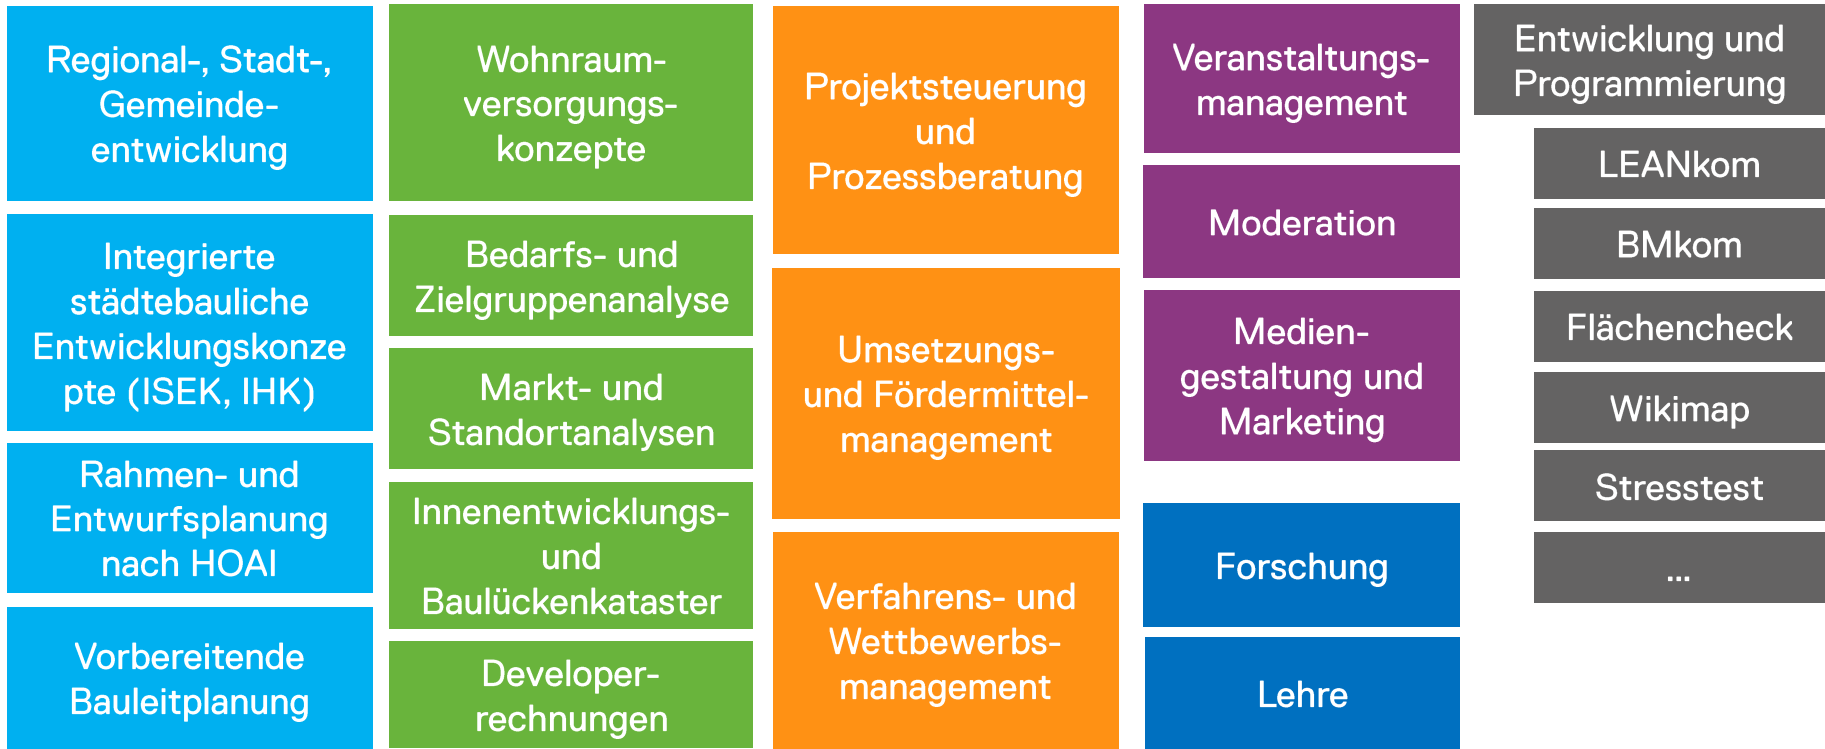 Regional-, Stadt-,
Gemeinde-
entwicklung
Integrierte
städtebauliche
Entwicklungskonze
pte (ISEK, IHK)
Rahmen- und
Entwurfsplanung
nach HOAI
Vorbereitende
Bauleitplanung
Wohnraum-
versorgungs-
konzepte
Bedarfs- und
Zielgruppenanalyse
Markt- und
Standortanalysen
Innenentwicklungs-
und
Baulückenkataster
Developer-
rechnungen
Projektsteuerung
und
Prozessberatung
Umsetzungs-
und Fördermittel-
management
Verfahrens- und
Wettbewerbs-
management
Veranstaltungs-
management
Moderation
Medien-
gestaltung und
Marketing
Forschung
Lehre
Entwicklung und
Programmierung
LEANkom
BMkom
Flächencheck
Wikimap
Stresstest
...